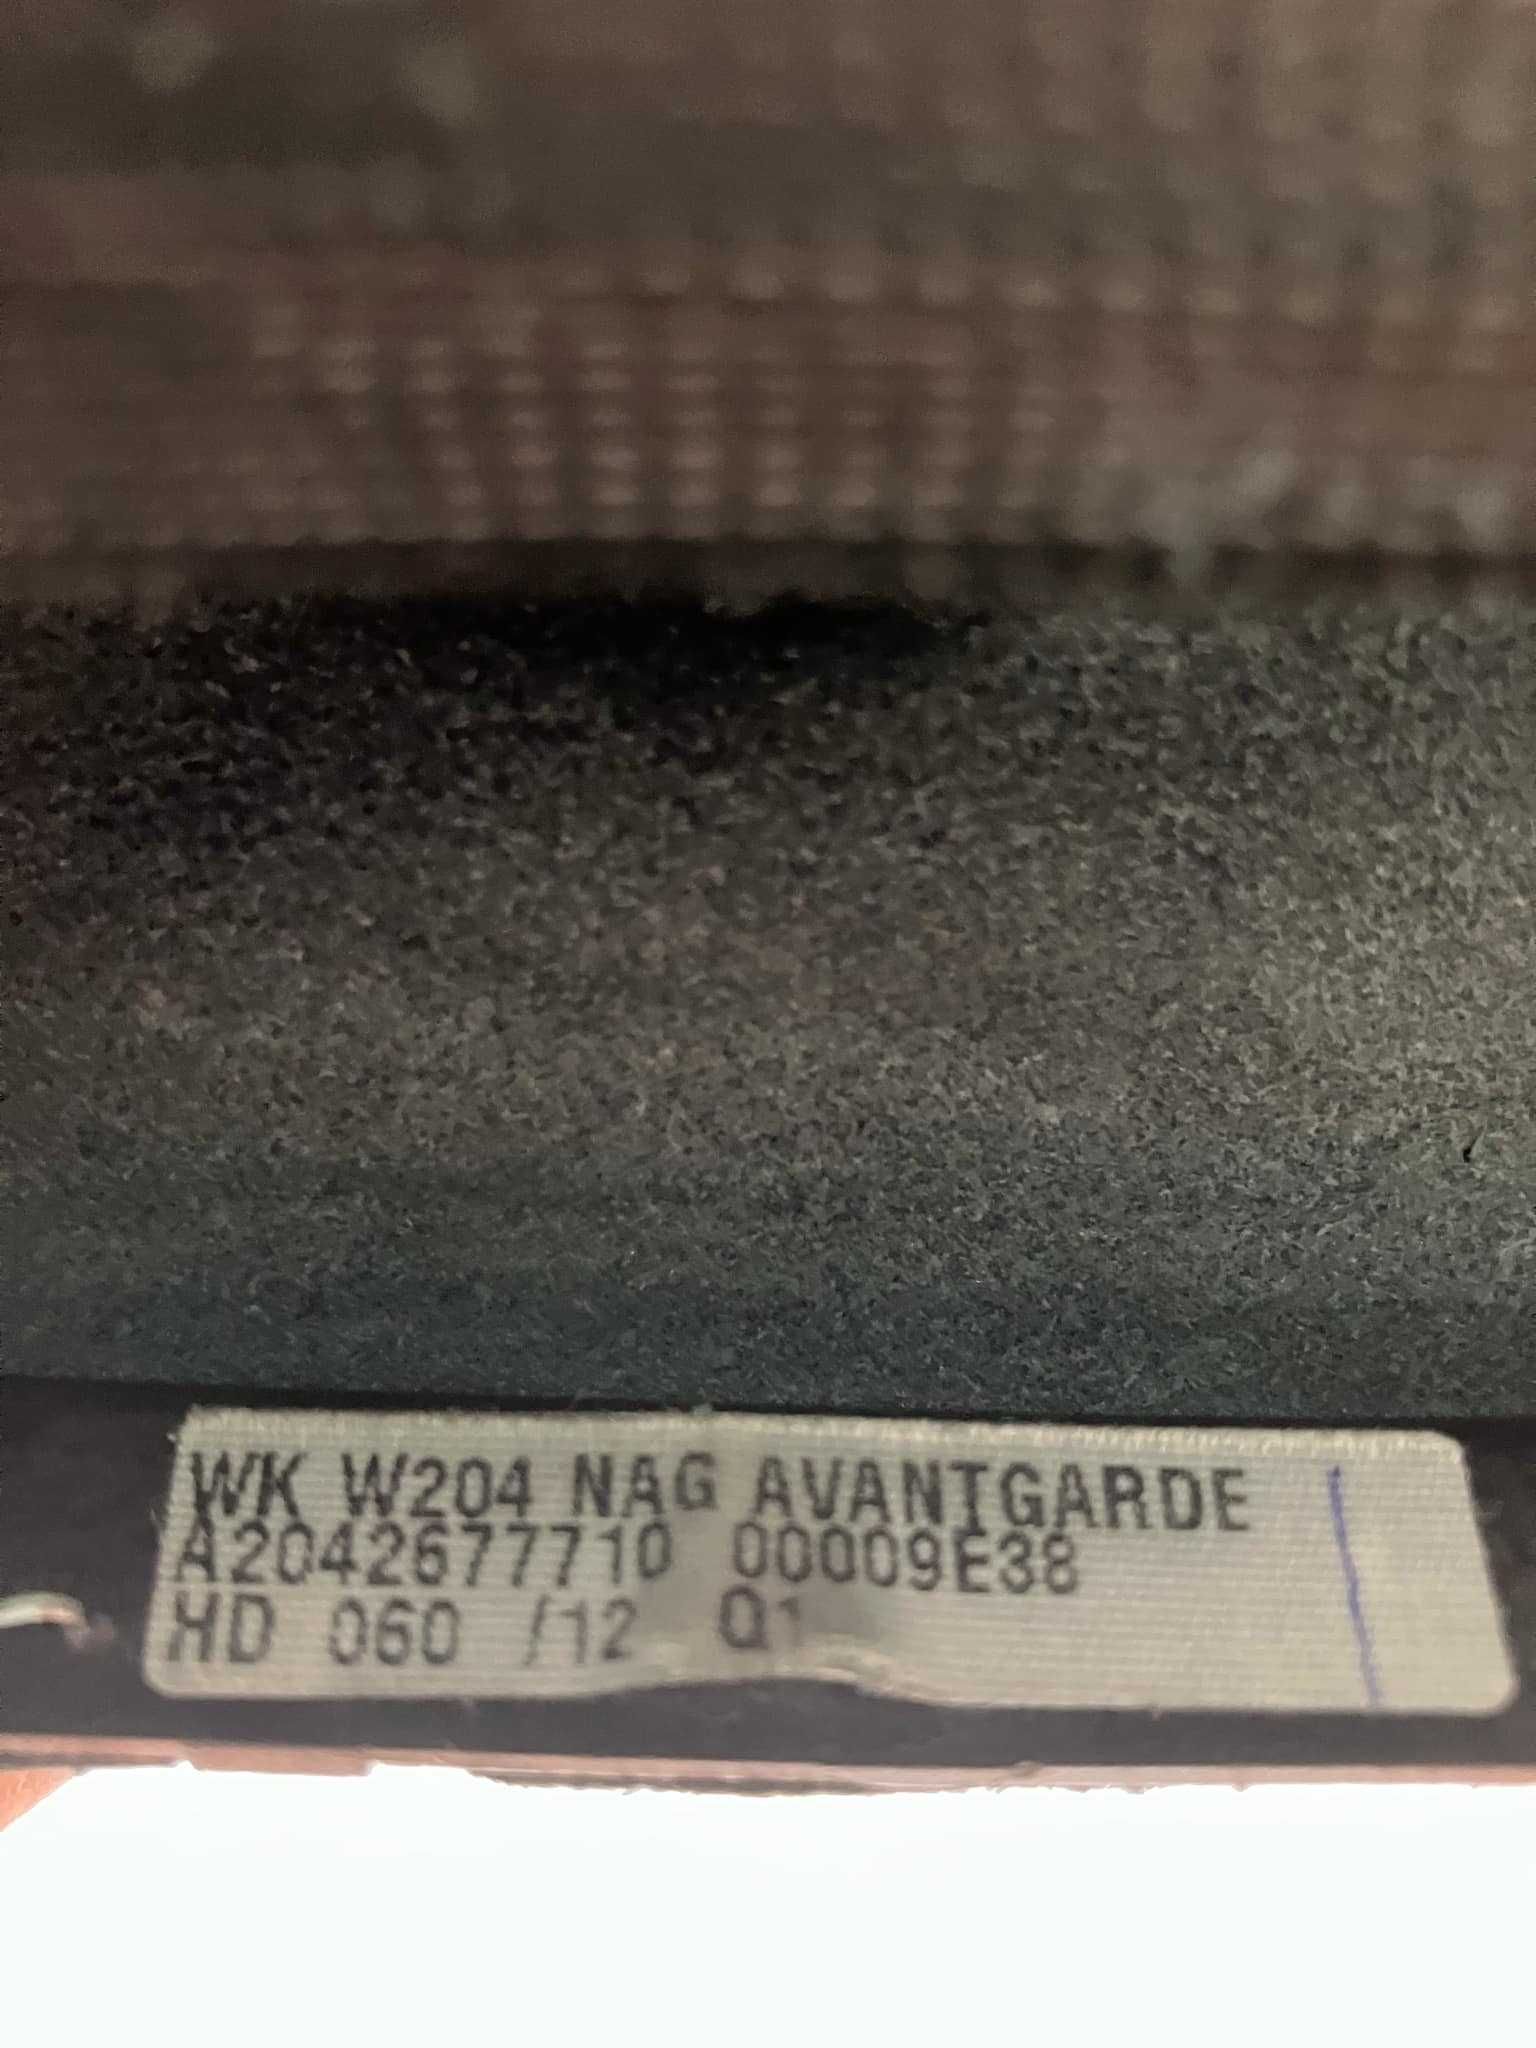 WK W204 NAG AVANTGARDE
A2042677710 00009E38
HD 060 /12 Q1